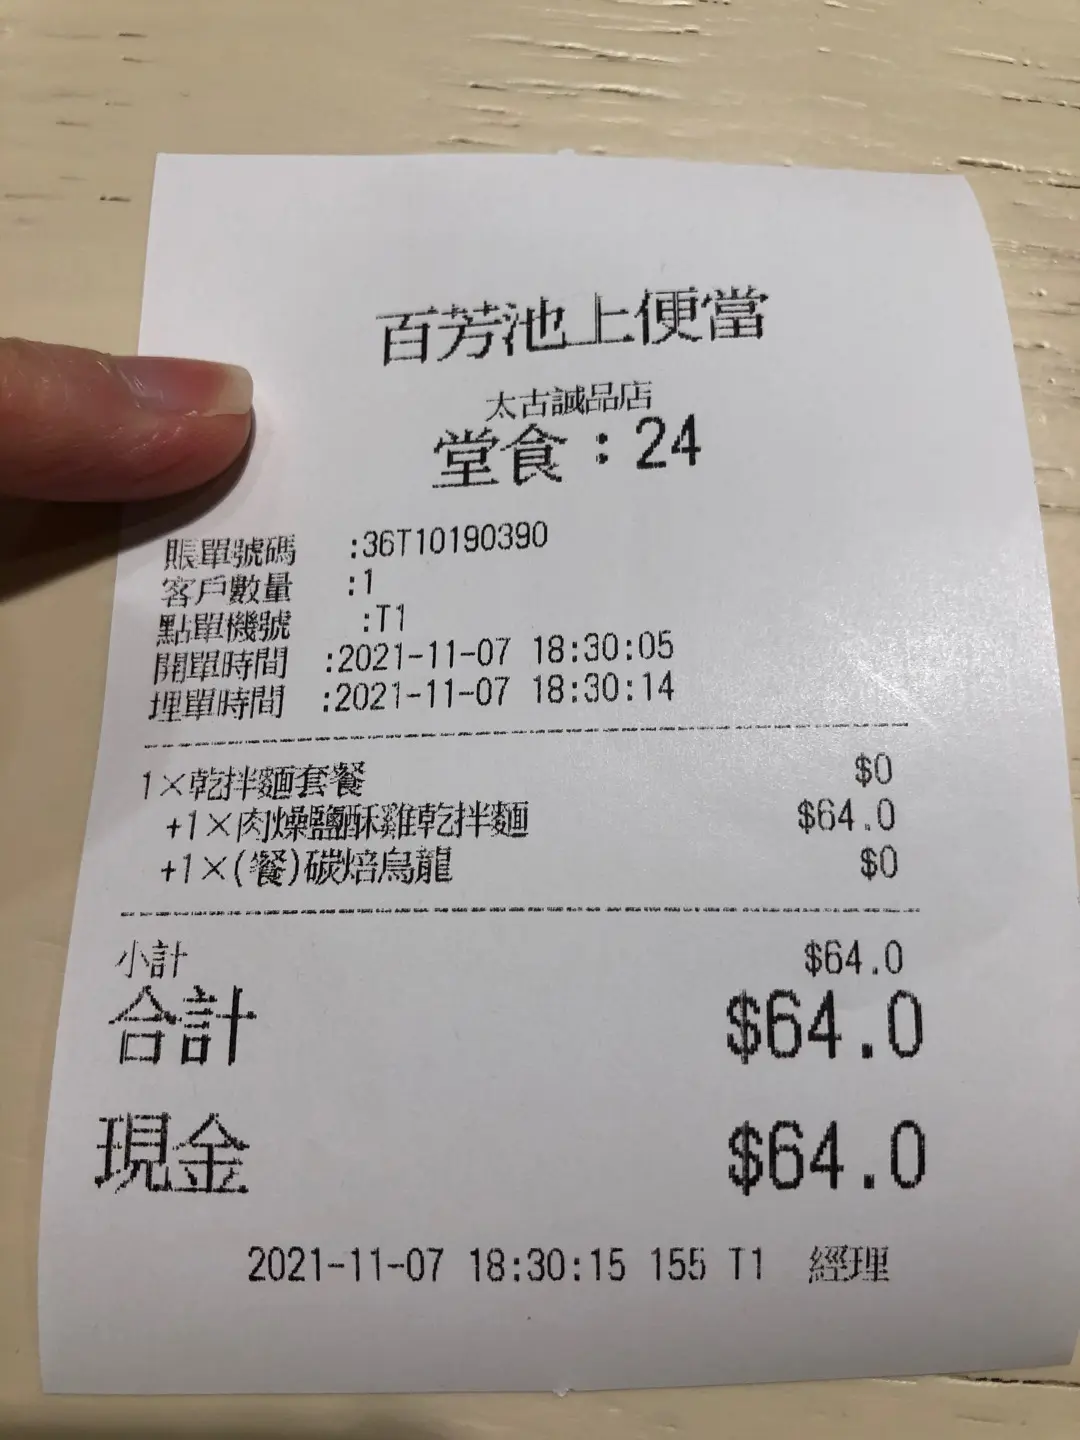 百芳池上便當
太古誠品店
堂食：24
賬單號碼 :36T10190390
客戶數量 :1
點單機號 :T1
開單時間 :2021-11-07 18:30:05
埋單時間 :2021-11-07 18:30:14
1×乾拌麵套餐 $0
+1×肉燥鹽酥雞乾拌麵 $64.0
+1×(餐)碳焙烏龍 $0
小計 $64.0
合計 $64.0
現金 $64.0
2021-11-07 18:30:15 155 T1 經理